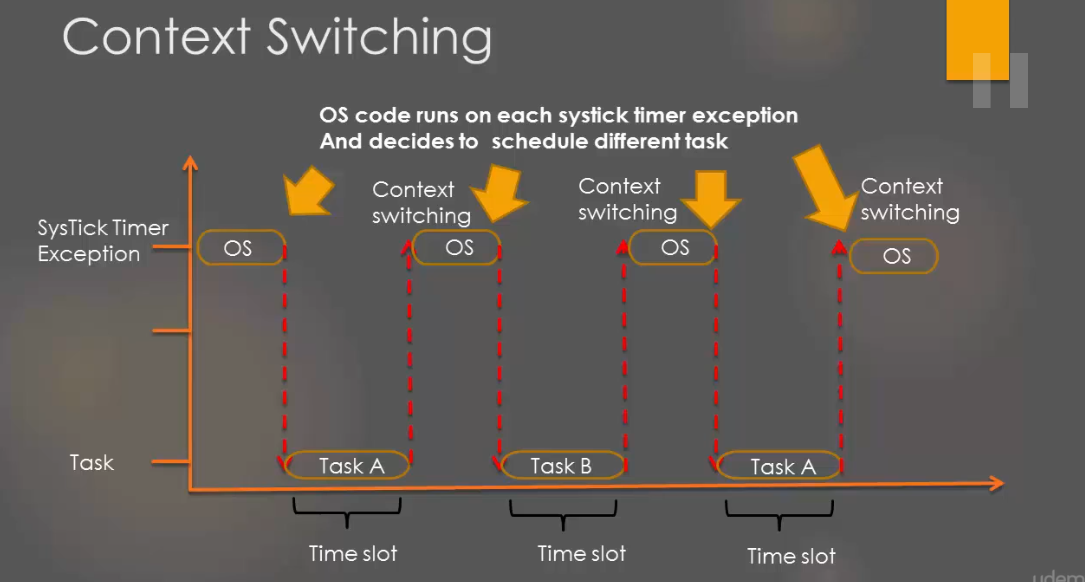 Context Switching
OS code runs on each systick timer exception
And decides to schedule different task
Context
switching
Context
switching
Context
switching
SysTick Timer
Exception
OS
OS
OS
OS
Task
Task A
Task B
Task A
Time slot
Time slot
Time slot